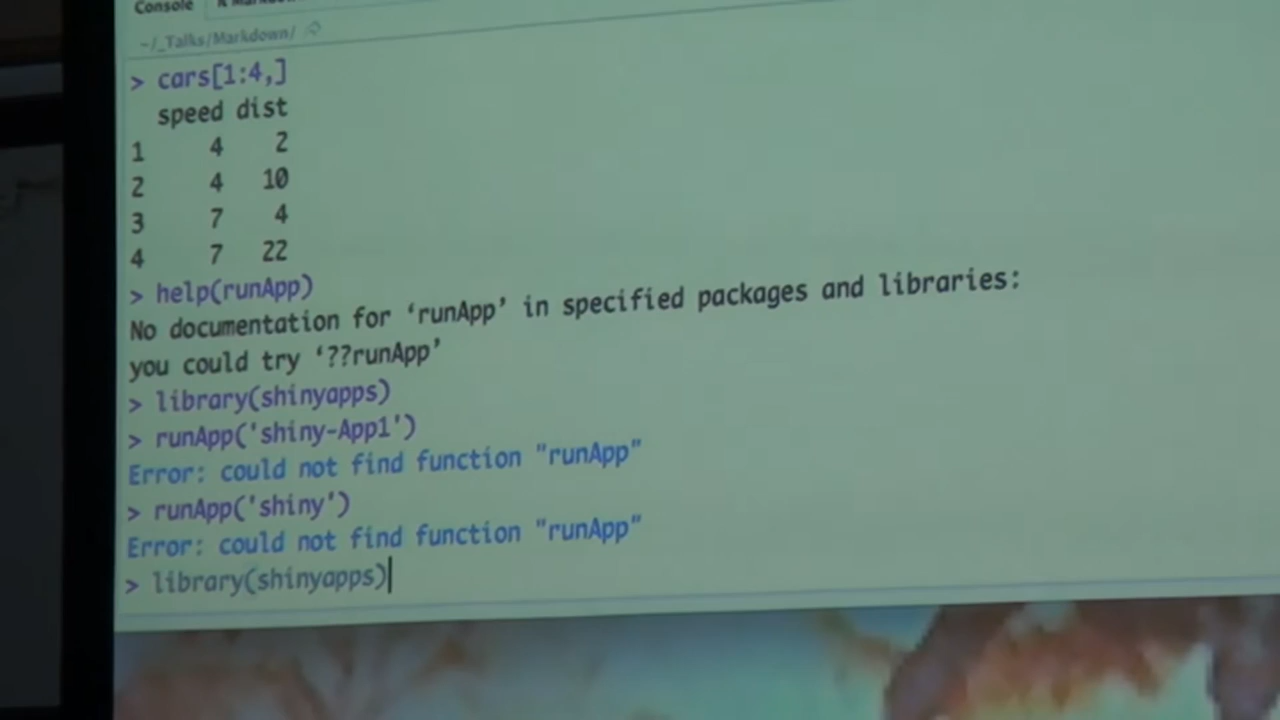 Console
~/_Talks/Markdown/
> cars[1:4,]
speed dist
1 4 2
2 4 10
3 7 4
4 7 22
> help(runApp)
No documentation for ‘runApp’ in specified packages and libraries:
you could try ‘??runApp’
> library(shinyapps)
> runApp('shiny-App1')
Error: could not find function "runApp"
> runApp('shiny')
Error: could not find function "runApp"
> library(shinyapps)